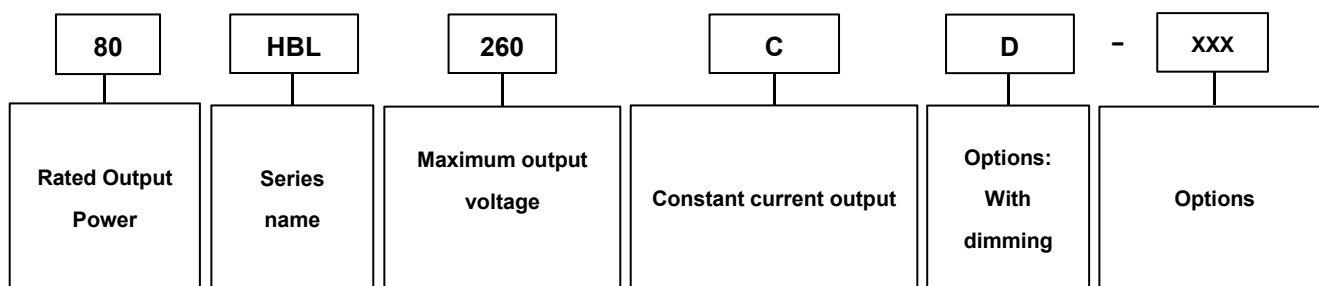 80
HBL
260
C
D
-
XXX
Rated Output
Power
Series
name
Maximum output
voltage
Constant current output
Options:
With
dimming
Options